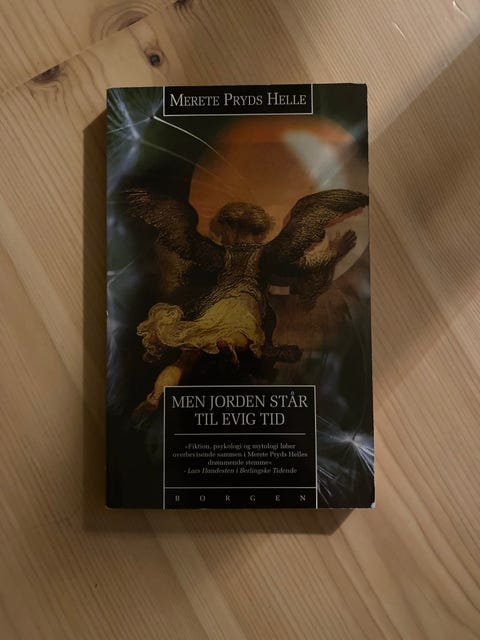 MERETE PRYDS HELLE
MEN JORDEN STÅR
TIL EVIG TID
»Fiktion, psykologi og mytologi løber
overbevisende sammen i Merete Pryds Helles
drømmende stemme«
- Lars Handesten i Berlingske Tidende
BORGEN